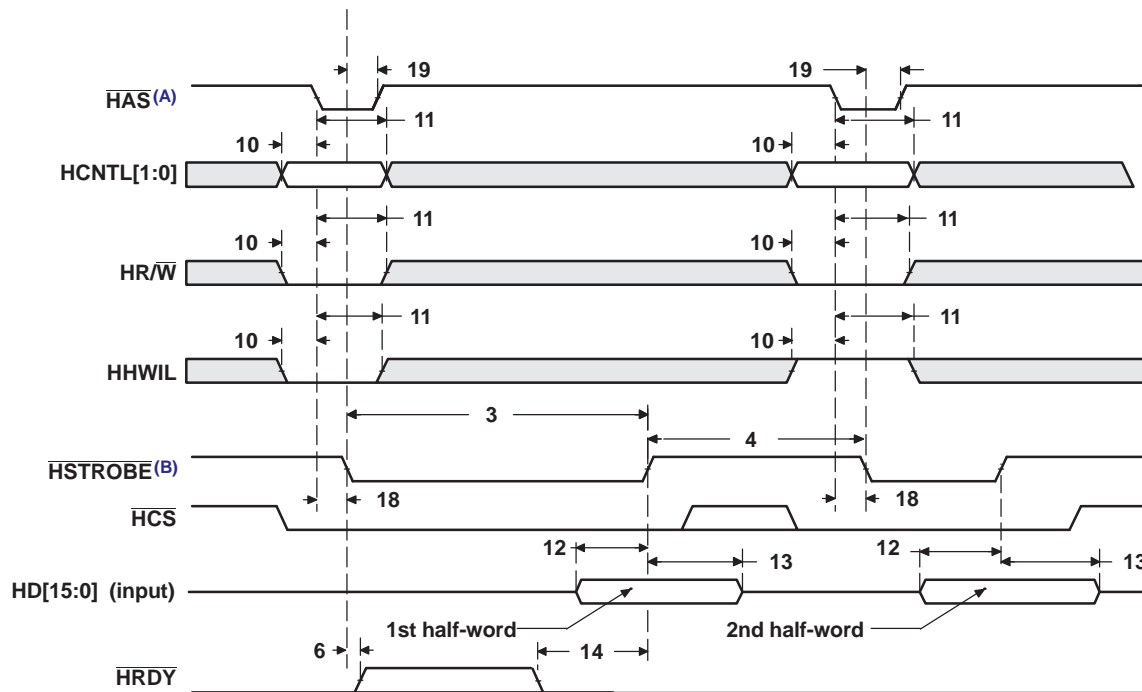 19
19
HAS(A)
11
11
10
10
HCNTL[1:0]
11
11
10
10
HR/W
11
11
10
10
HHWIL
3
4
HSTROBE(B)
18
18
HCS
12
13
12
13
HD[15:0] (input)
1st half-word
2nd half-word
6
14
HRDY